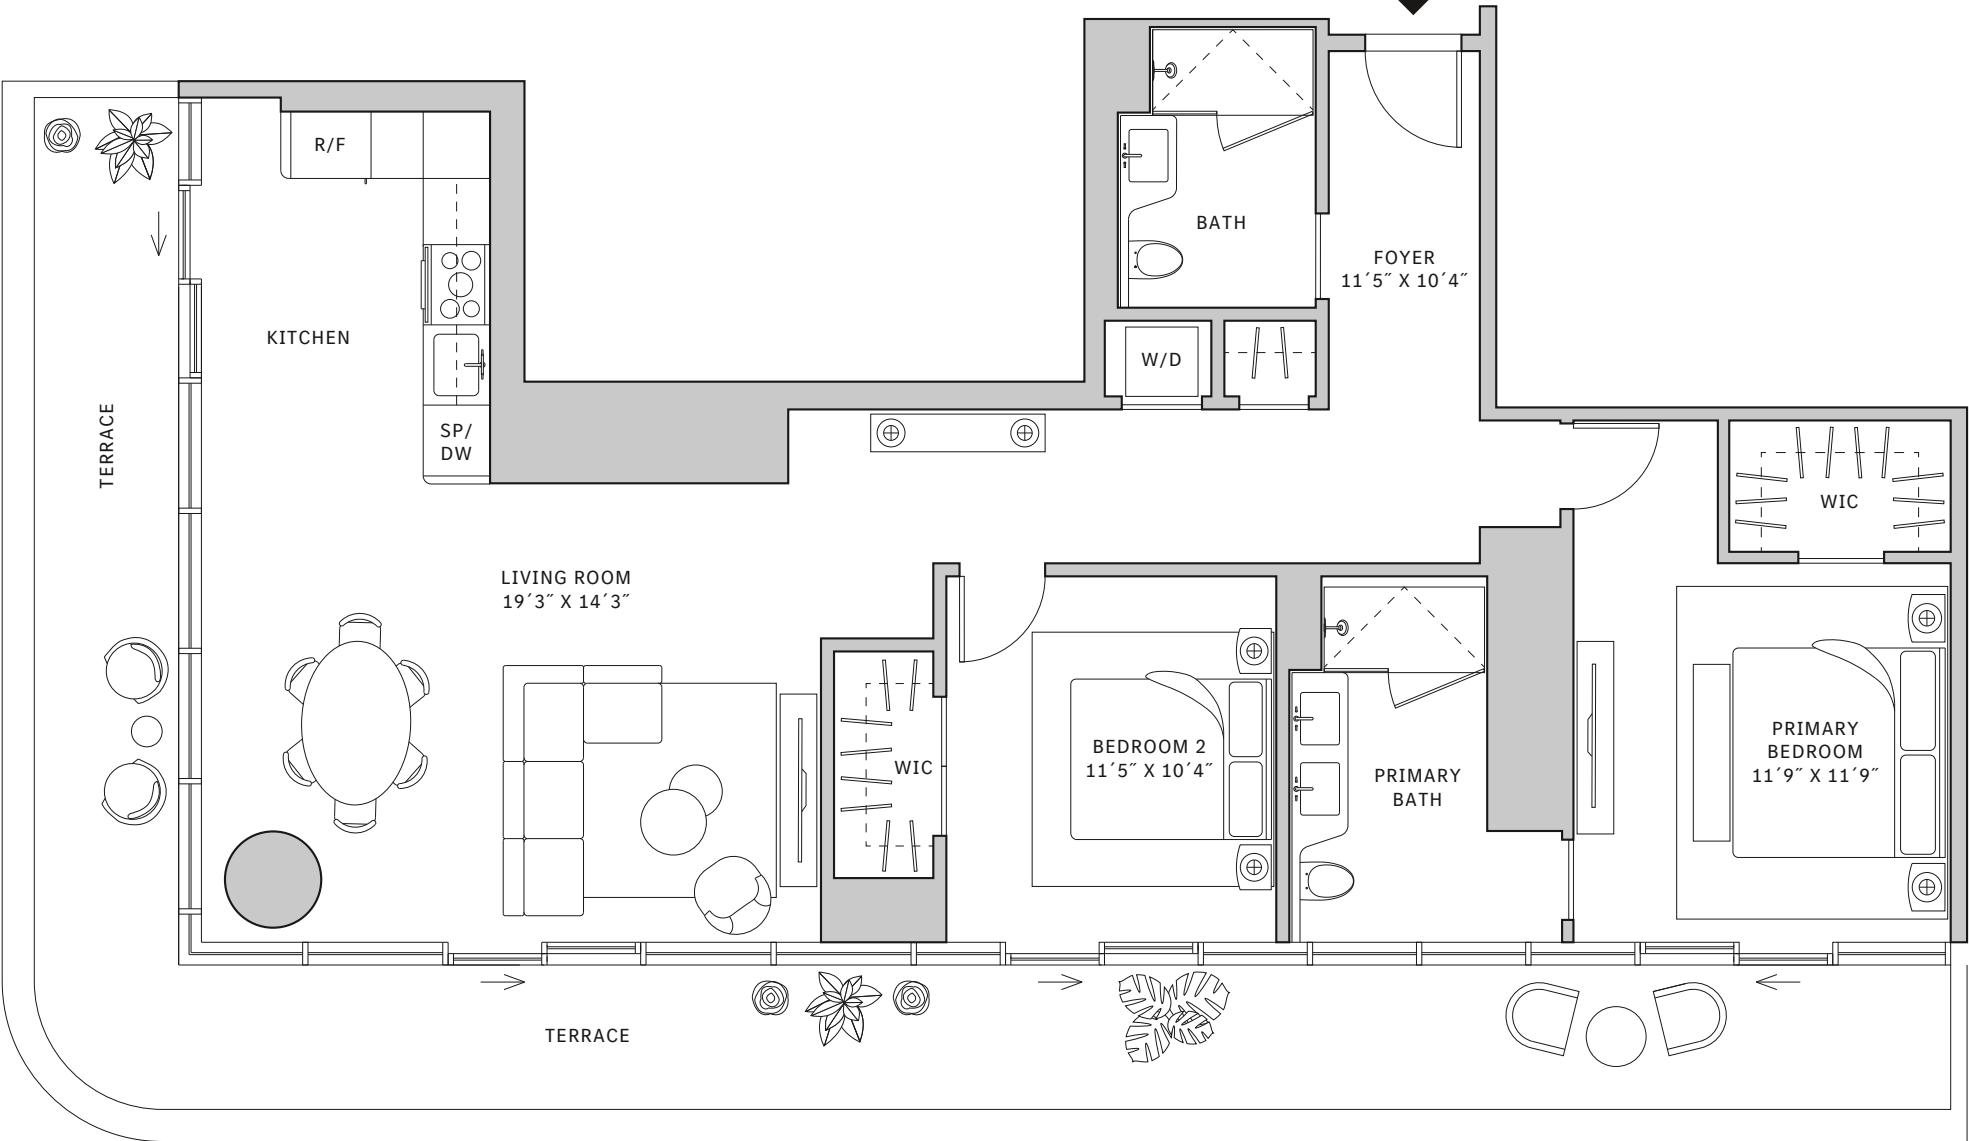 R/F
BATH
FOYER
11´5˝ X 10´4˝
KITCHEN
W/D
TERRACE
SP/
DW
WIC
LIVING ROOM
19´3˝ X 14´3˝
WIC
BEDROOM 2
11´5˝ X 10´4˝
PRIMARY
BATH
PRIMARY
BEDROOM
11´9˝ X 11´9˝
TERRACE